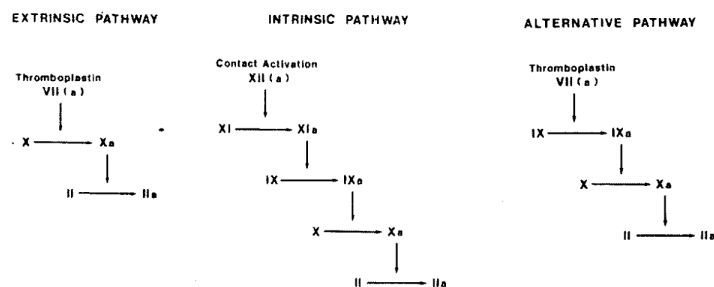 EXTRINSIC PATHWAY
Thromboplastin
VII (a)
X Xa
II IIa
INTRINSIC PATHWAY
Contact Activation
XII (a)
XI XIa
IX IXa
X Xa
II IIa
ALTERNATIVE PATHWAY
Thromboplastin
VII (a)
IX IXa
X Xa
II IIa